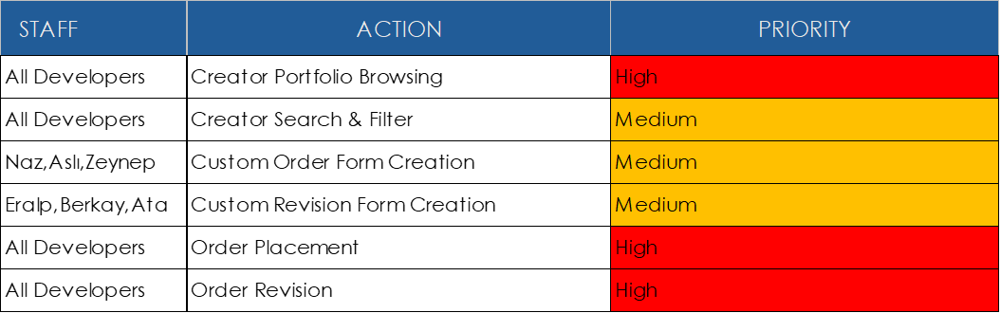 STAFF ACTION PRIORITY
All Developers Creator Portfolio Browsing High
All Developers Creator Search & Filter Medium
Naz,Aslı,Zeynep Custom Order Form Creation Medium
Eralp,Berkay,Ata Custom Revision Form Creation Medium
All Developers Order Placement High
All Developers Order Revision High